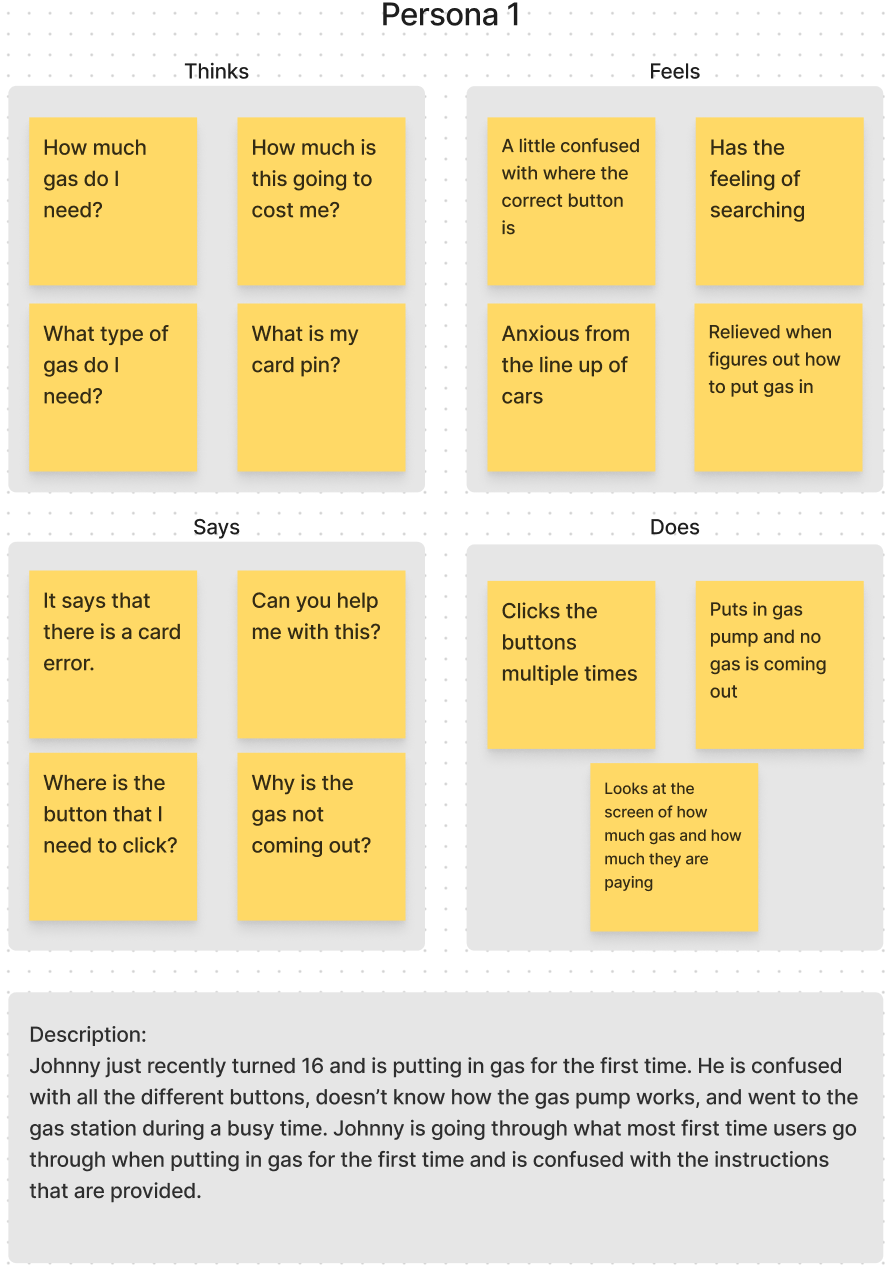 Persona 1
Thinks
How much
gas do I
need?
How much is
this going to
cost me?
What type of
gas do I
need?
What is my
card pin?
Feels
A little confused
with where the
correct button
is
Has the
feeling of
searching
Anxious from
the line up of
cars
Relieved when
figures out how
to put gas in
Says
It says that
there is a card
error.
Can you help
me with this?
Where is the
button that I
need to click?
Why is the
gas not
coming out?
Does
Clicks the
buttons
multiple times
Puts in gas
pump and no
gas is coming
out
Looks at the
screen of how
much gas and how
much they are
paying
Description:
Johnny just recently turned 16 and is putting in gas for the first time. He is confused
with all the different buttons, doesn’t know how the gas pump works, and went to the
gas station during a busy time. Johnny is going through what most first time users go
through when putting in gas for the first time and is confused with the instructions
that are provided.